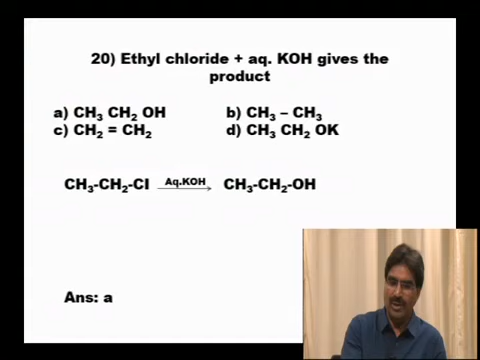 20) Ethyl chloride + aq. KOH gives the
product
a) CH₃ CH₂ OH b) CH₃ – CH₃
c) CH₂ = CH₂ d) CH₃ CH₂ OK
CH₃-CH₂-Cl Aq.KOH CH₃-CH₂-OH
Ans: a